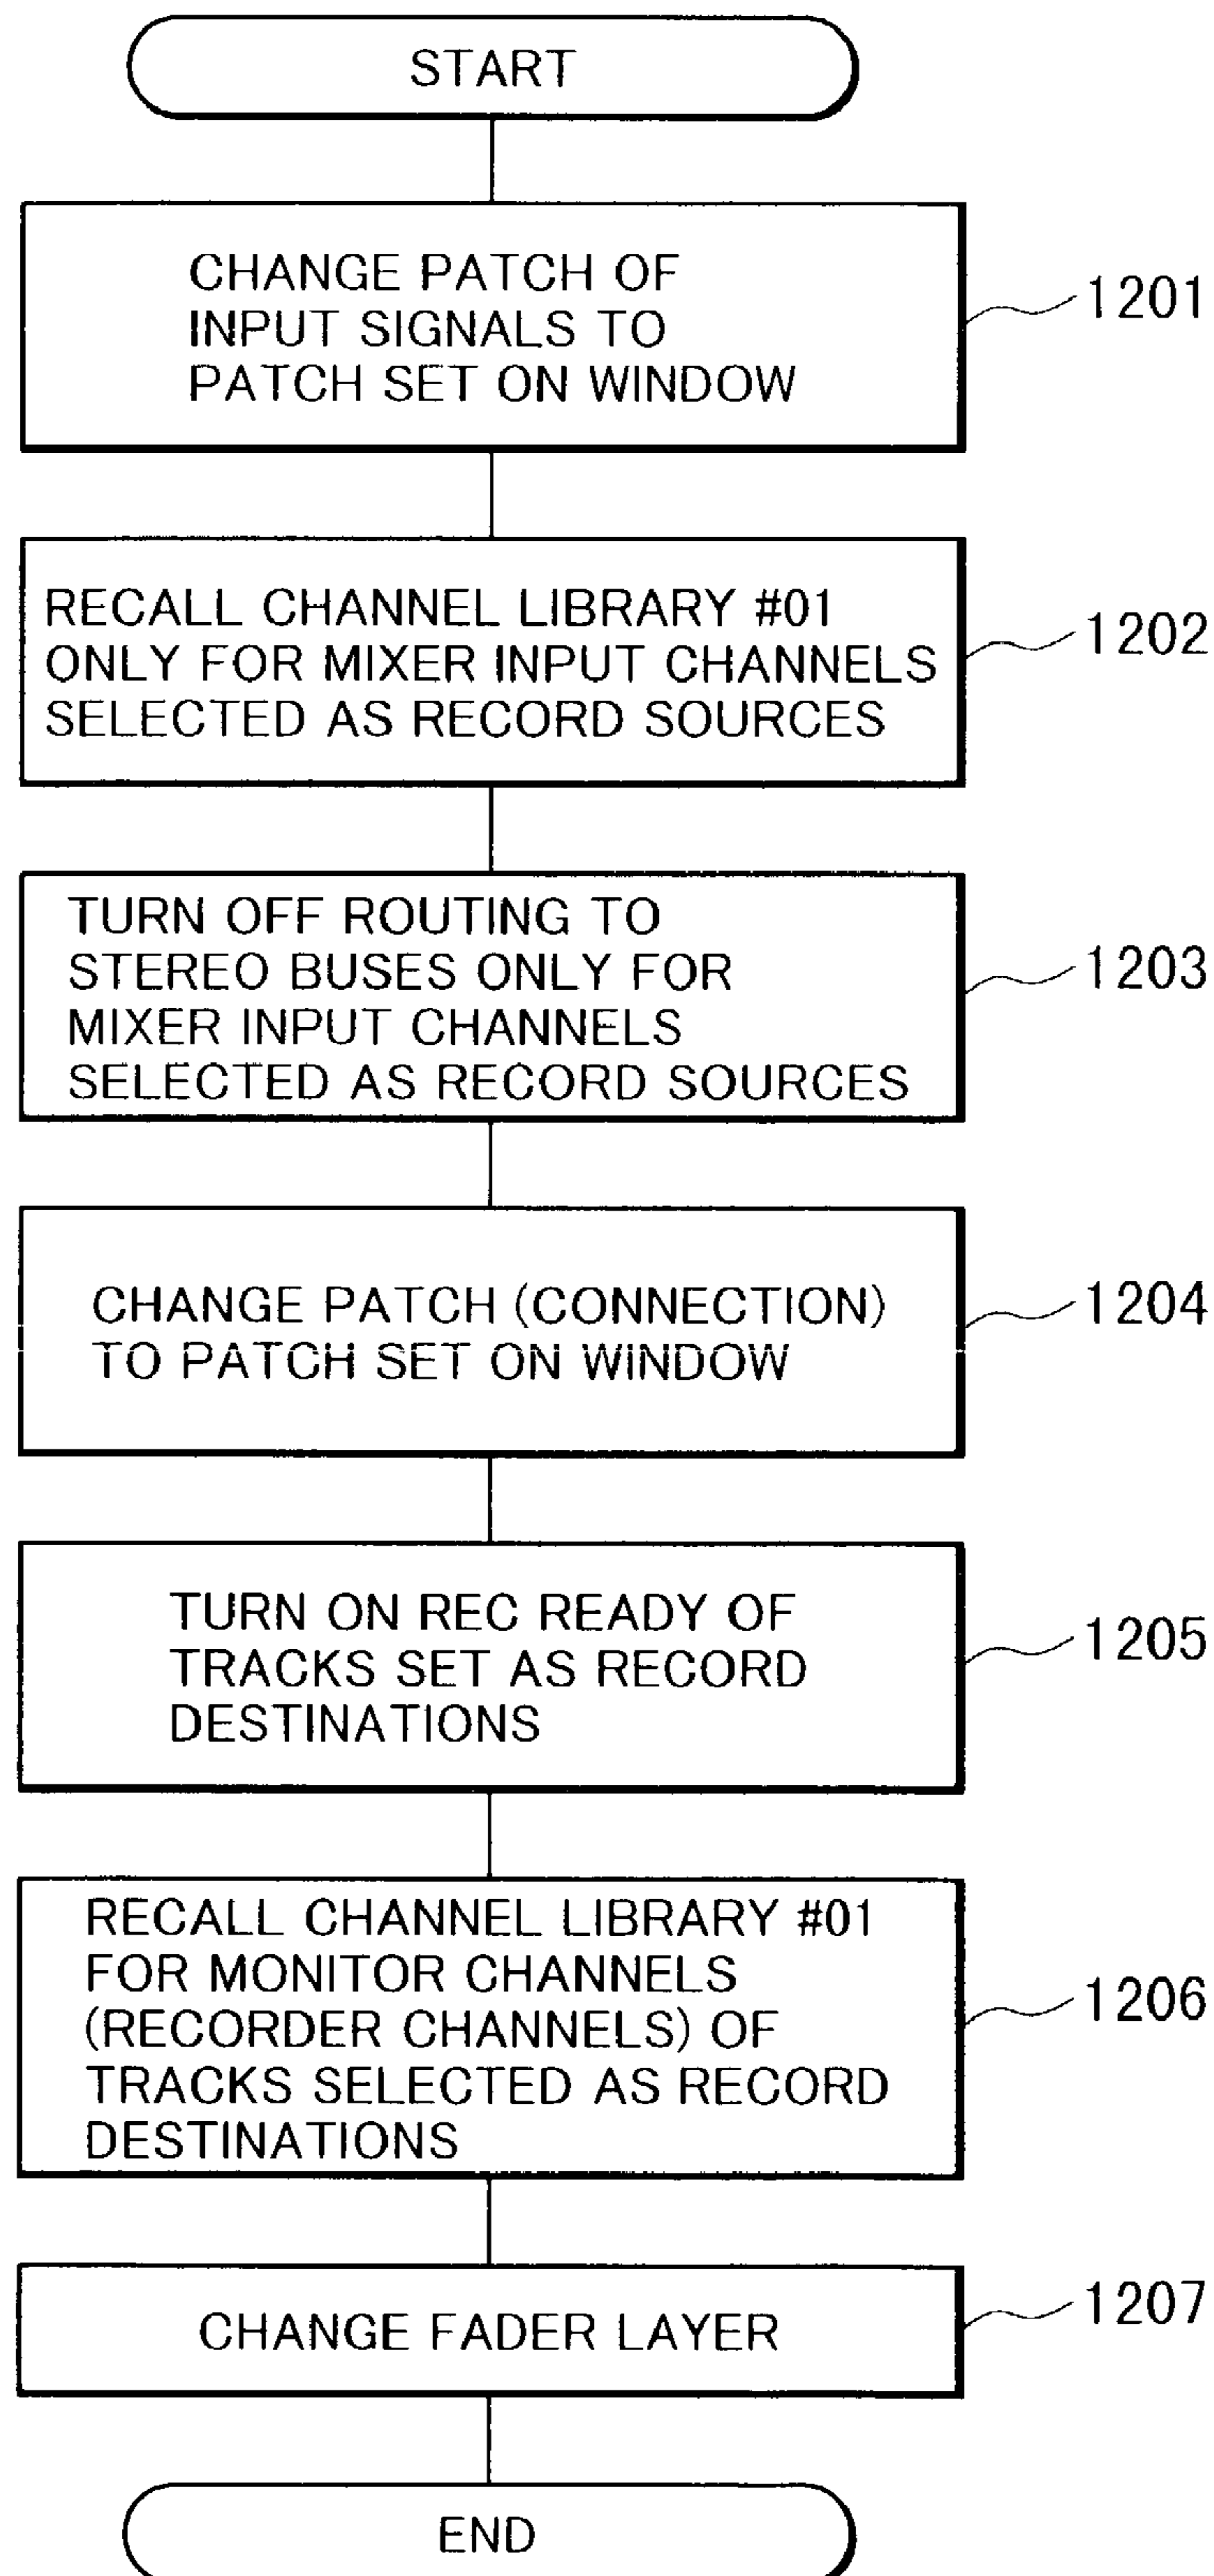 START
CHANGE PATCH OF
INPUT SIGNALS TO
PATCH SET ON WINDOW
1201
RECALL CHANNEL LIBRARY #01
ONLY FOR MIXER INPUT CHANNELS
SELECTED AS RECORD SOURCES
1202
TURN OFF ROUTING TO
STEREO BUSES ONLY FOR
MIXER INPUT CHANNELS
SELECTED AS RECORD SOURCES
1203
CHANGE PATCH (CONNECTION)
TO PATCH SET ON WINDOW
1204
TURN ON REC READY OF
TRACKS SET AS RECORD
DESTINATIONS
1205
RECALL CHANNEL LIBRARY #01
FOR MONITOR CHANNELS
(RECORDER CHANNELS) OF
TRACKS SELECTED AS RECORD
DESTINATIONS
1206
CHANGE FADER LAYER
1207
END